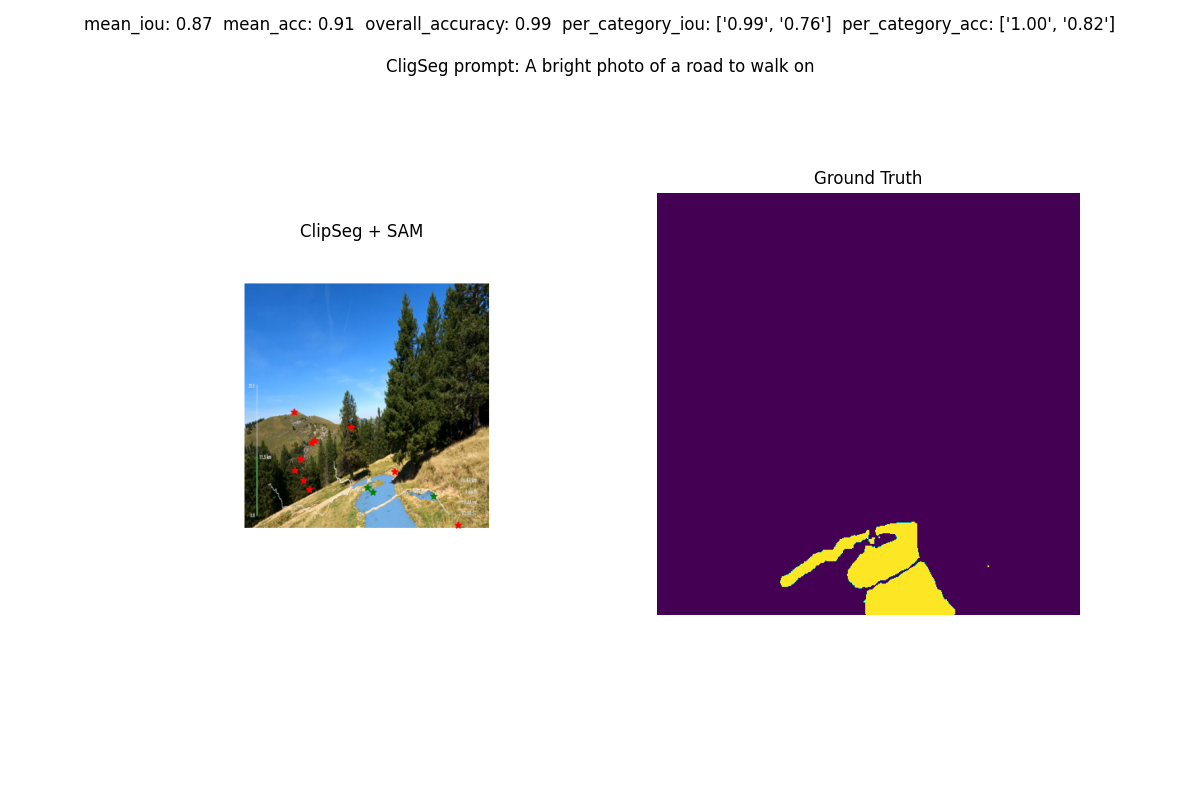 mean_iou: 0.87  mean_acc: 0.91  overall_accuracy: 0.99  per_category_iou: ['0.99', '0.76']  per_category_acc: ['1.00', '0.82']
CligSeg prompt: A bright photo of a road to walk on
Ground Truth
ClipSeg + SAM